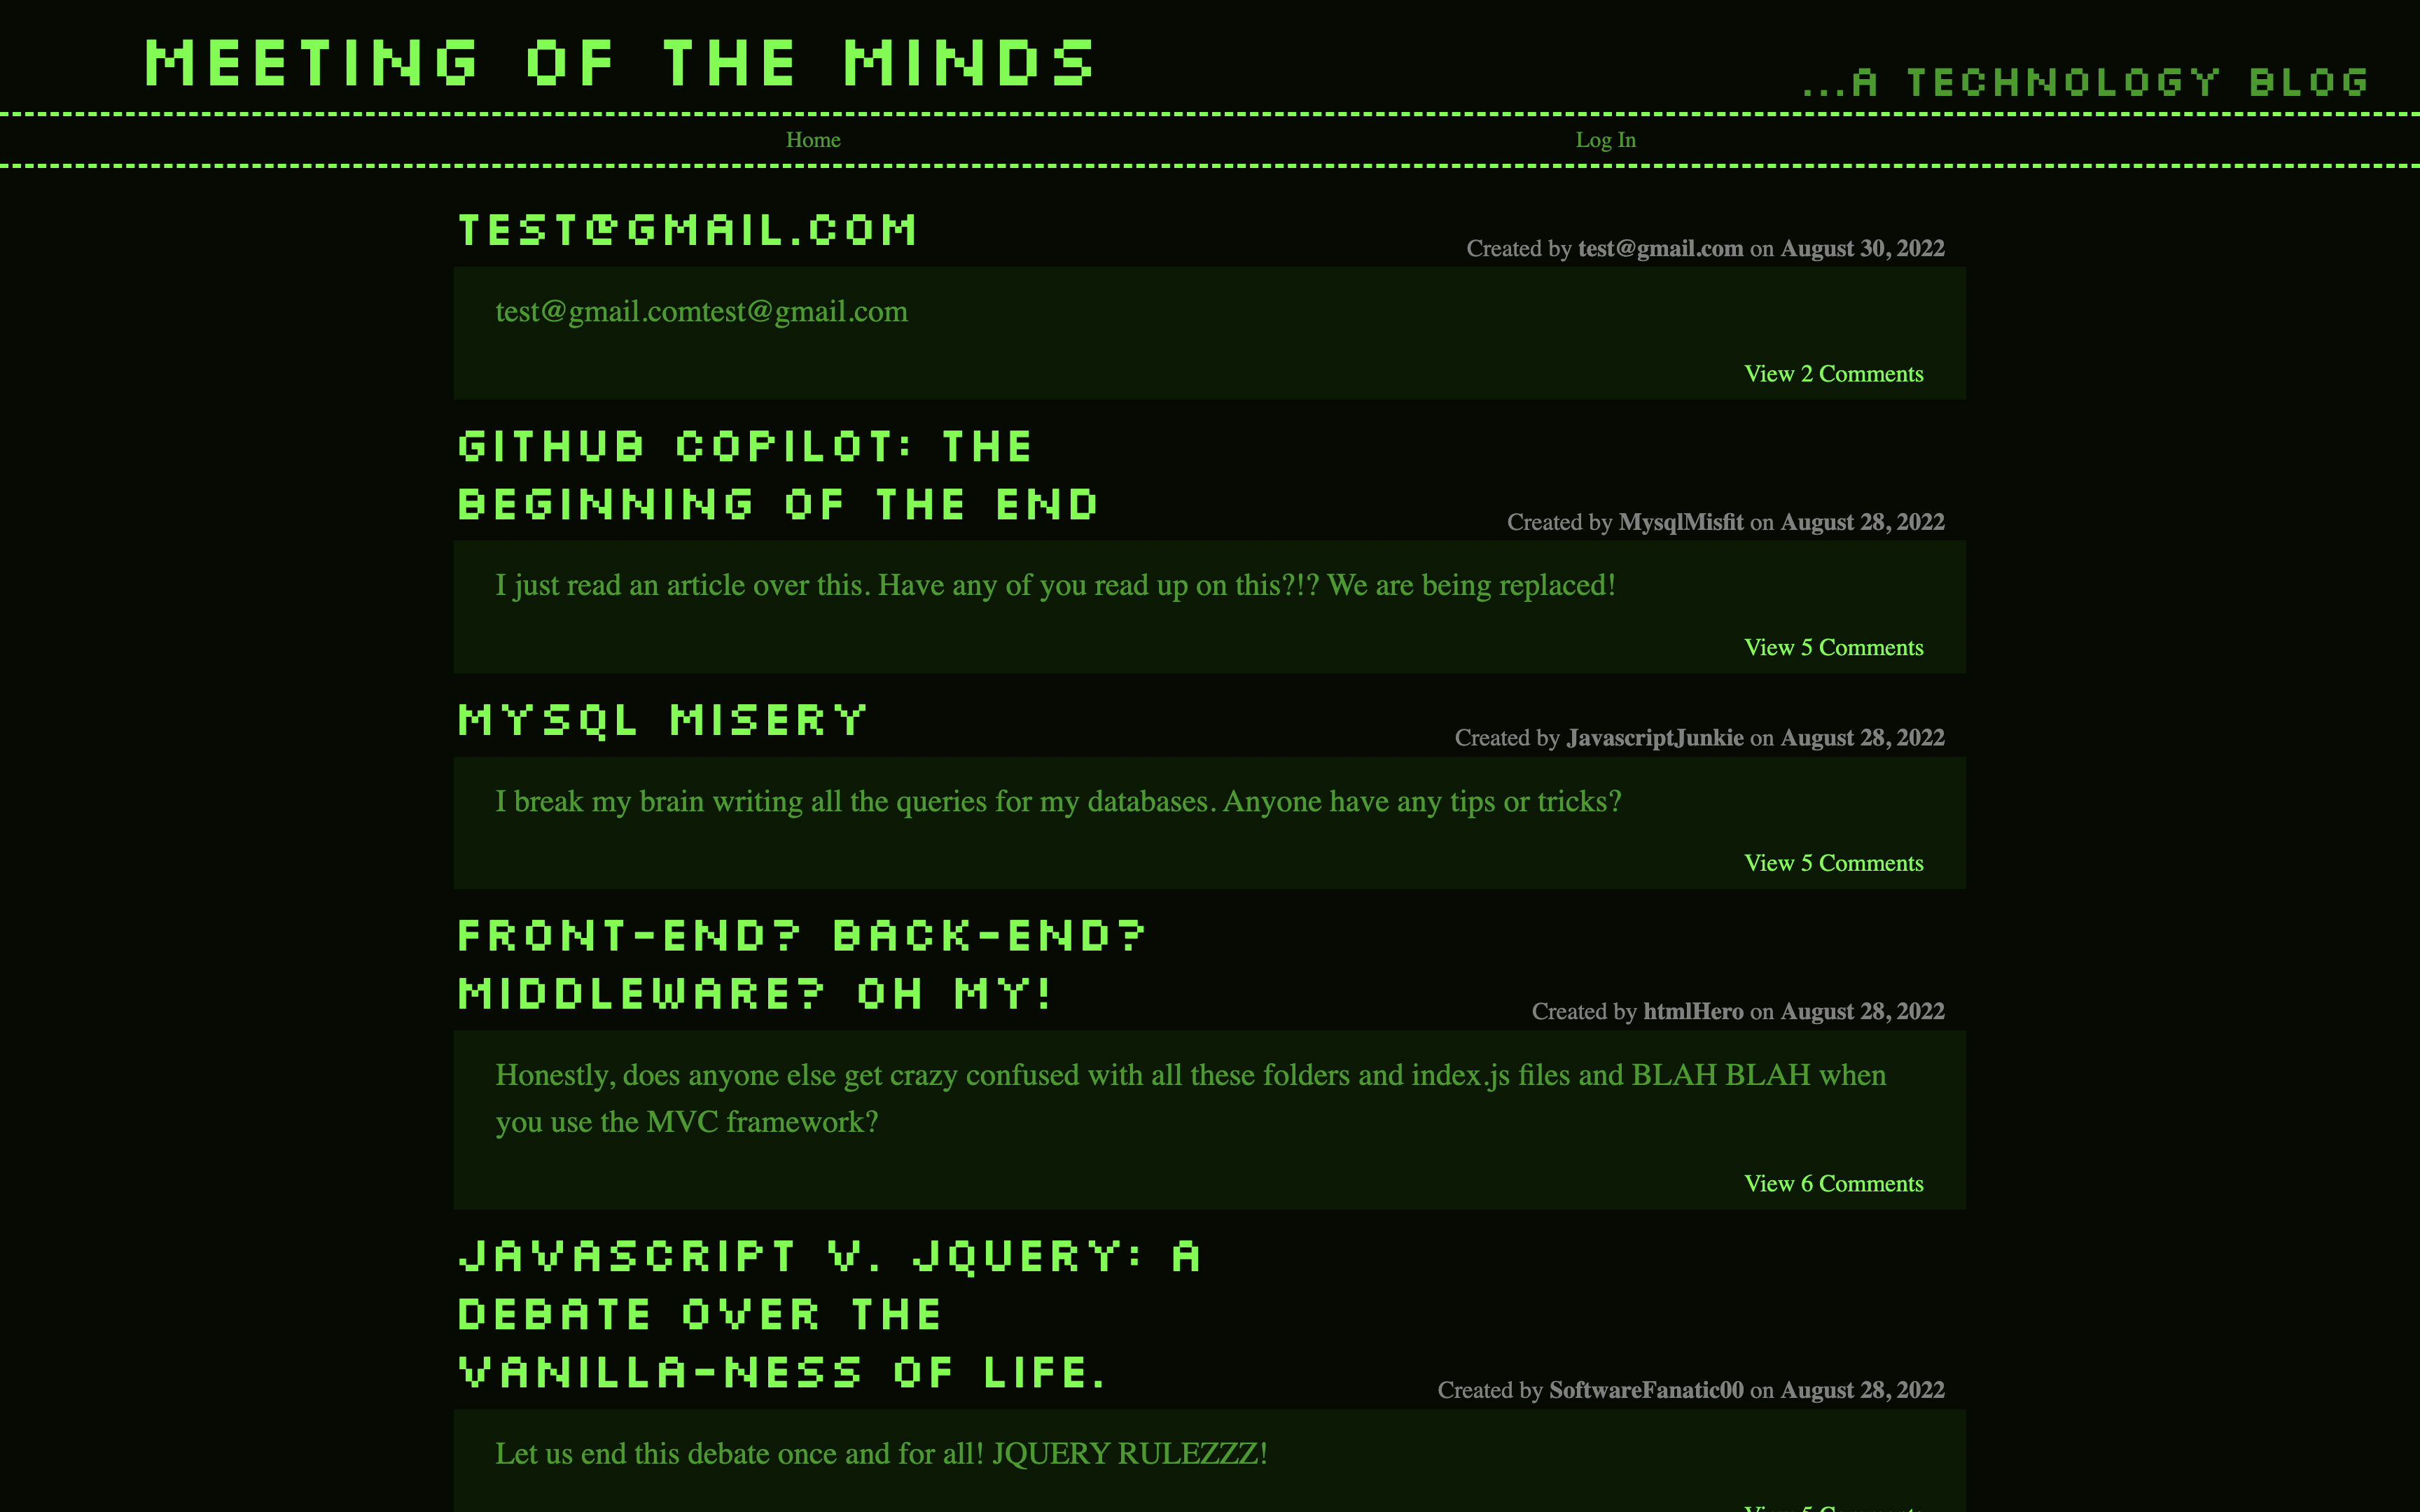 MEETING OF THE MINDS
...A TECHNOLOGY BLOG
Home
Log In
TEST@GMAIL.COM
Created by test@gmail.com on August 30, 2022
test@gmail.comtest@gmail.com
View 2 Comments
GITHUB COPILOT: THE
BEGINNING OF THE END
Created by MysqlMisfit on August 28, 2022
I just read an article over this. Have any of you read up on this?!? We are being replaced!
View 5 Comments
MYSQL MISERY
Created by JavascriptJunkie on August 28, 2022
I break my brain writing all the queries for my databases. Anyone have any tips or tricks?
View 5 Comments
FRONT-END? BACK-END?
MIDDLEWARE? OH MY!
Created by htmlHero on August 28, 2022
Honestly, does anyone else get crazy confused with all these folders and index.js files and BLAH BLAH when
you use the MVC framework?
View 6 Comments
JAVASCRIPT V. JQUERY: A
DEBATE OVER THE
VANILLA-NESS OF LIFE.
Created by SoftwareFanatic00 on August 28, 2022
Let us end this debate once and for all! JQUERY RULEZZZ!